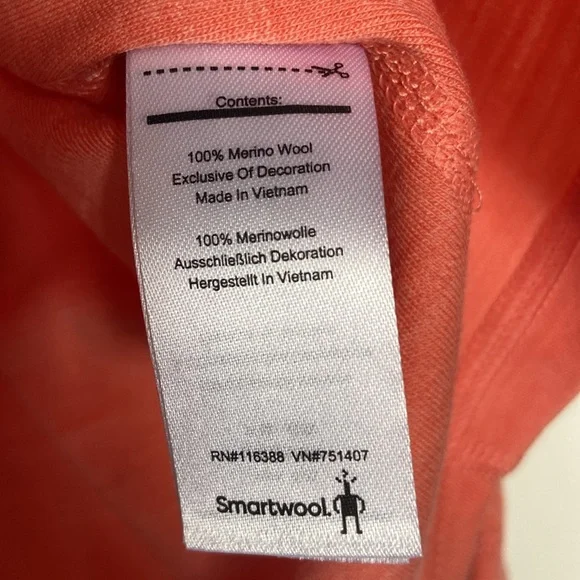 Contents:
100% Merino Wool
Exclusive Of Decoration
Made In Vietnam
100% Merinowolle
Ausschließlich Dekoration
Hergestellt In Vietnam
RN#116388 VN#751407
Smartwool.